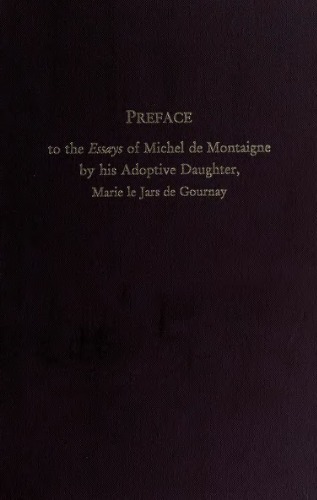 PREFACE
to the Essays of Michel de Montaigne
by his Adoptive Daughter,
Marie le Jars de Gournay